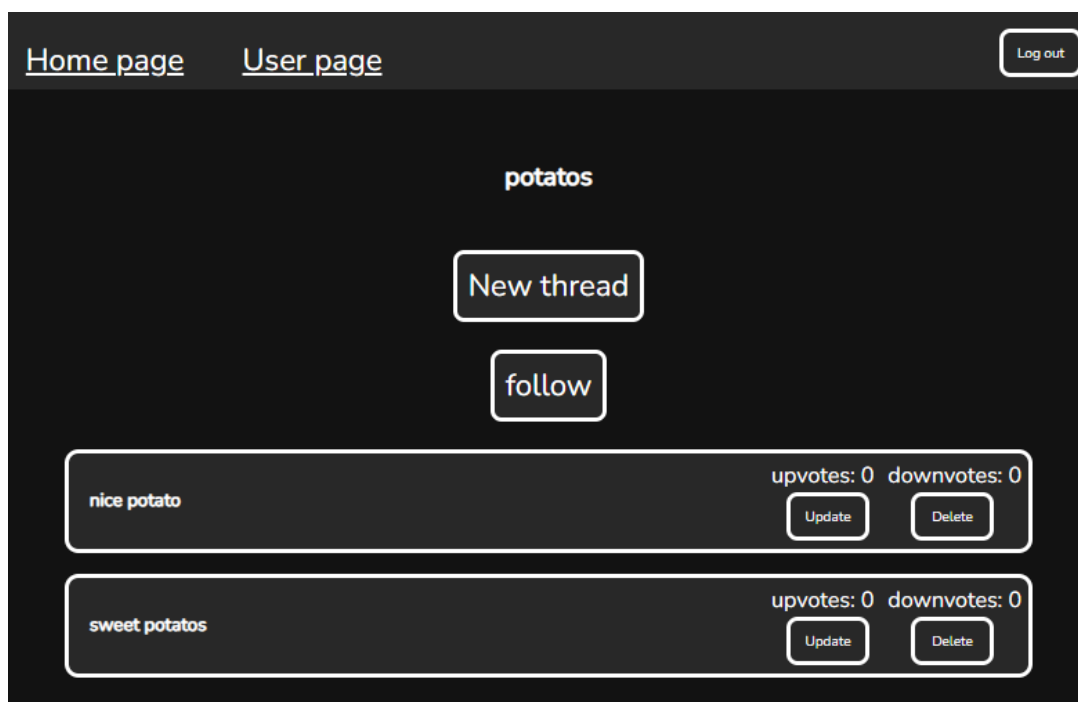 Home page User page Log out
potatos
New thread
follow
nice potato
upvotes: 0 downvotes: 0
Update Delete
sweet potatos
upvotes: 0 downvotes: 0
Update Delete